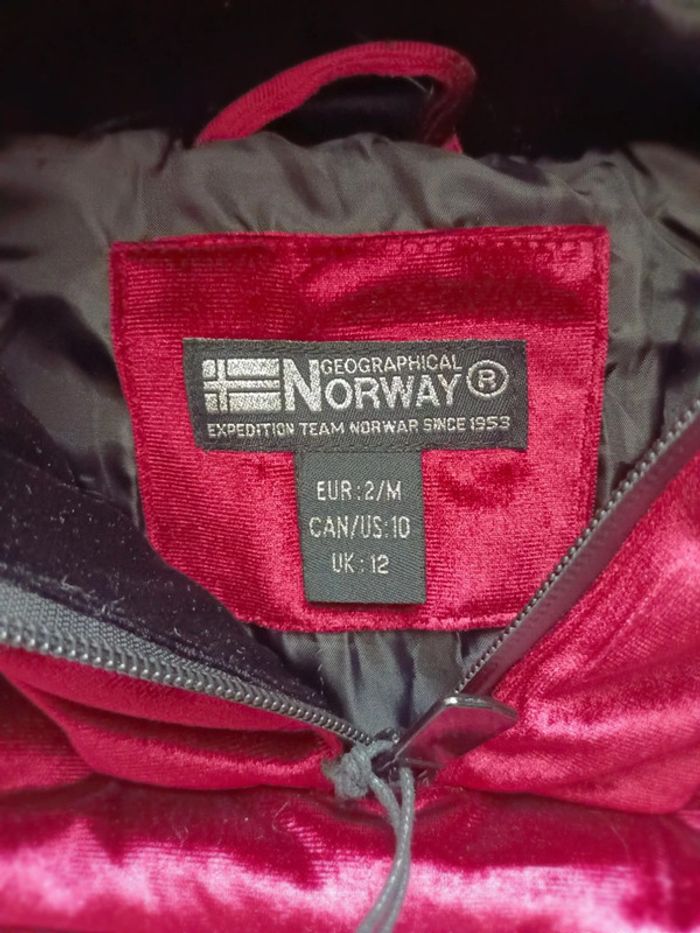 GEOGRAPHICAL
NORWAY®
EXPEDITION TEAM NORWAR SINCE 1953
EUR:2/M
CAN/US:10
UK:12